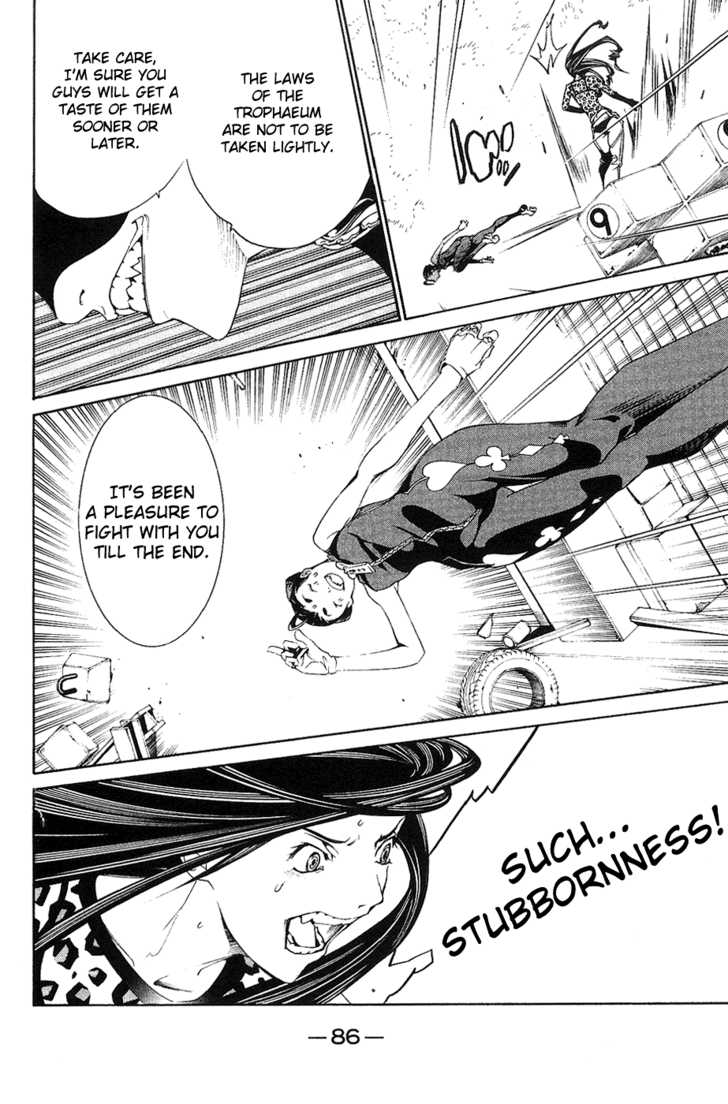 9
THE LAWS
OF THE
TROPHAEUM
ARE NOT TO BE
TAKEN LIGHTLY.
TAKE CARE,
I'M SURE YOU
GUYS WILL GET A
TASTE OF THEM
SOONER OR
LATER.
IT'S BEEN
A PLEASURE TO
FIGHT WITH YOU
TILL THE END.
SUCH...
STUBBORNNESS!
—86—